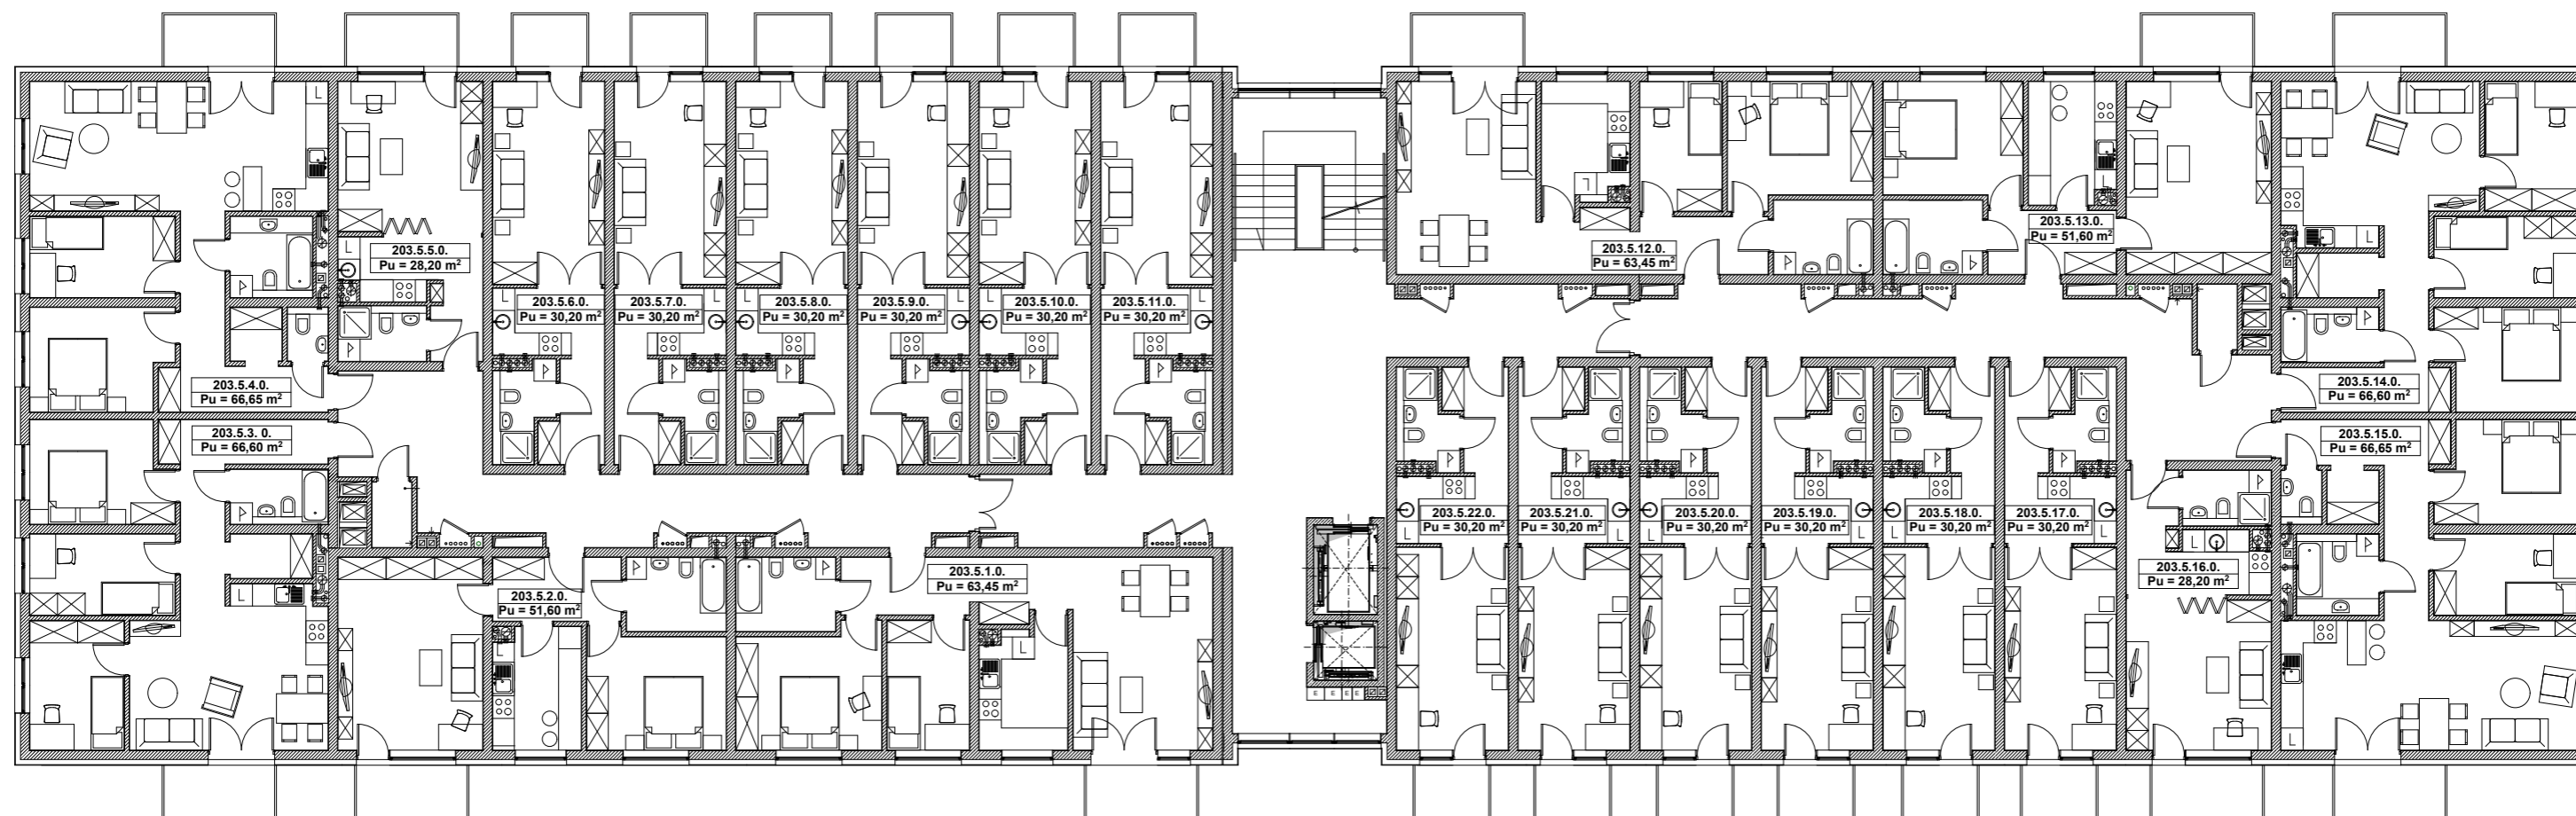 203.5.5.0.
Pu = 28,20 m²
203.5.6.0.
Pu = 30,20 m²
203.5.7.0.
Pu = 30,20 m²
203.5.8.0.
Pu = 30,20 m²
203.5.9.0.
Pu = 30,20 m²
203.5.10.0.
Pu = 30,20 m²
203.5.11.0.
Pu = 30,20 m²
203.5.12.0.
Pu = 63,45 m²
203.5.13.0.
Pu = 51,60 m²
203.5.4.0.
Pu = 66,65 m²
203.5.3. 0.
Pu = 66,60 m²
203.5.14.0.
Pu = 66,60 m²
203.5.15.0.
Pu = 66,65 m²
203.5.22.0.
Pu = 30,20 m²
203.5.21.0.
Pu = 30,20 m²
203.5.20.0.
Pu = 30,20 m²
203.5.19.0.
Pu = 30,20 m²
203.5.18.0.
Pu = 30,20 m²
203.5.17.0.
Pu = 30,20 m²
203.5.16.0.
Pu = 28,20 m²
203.5.2.0.
Pu = 51,60 m²
203.5.1.0.
Pu = 63,45 m²
E E E E